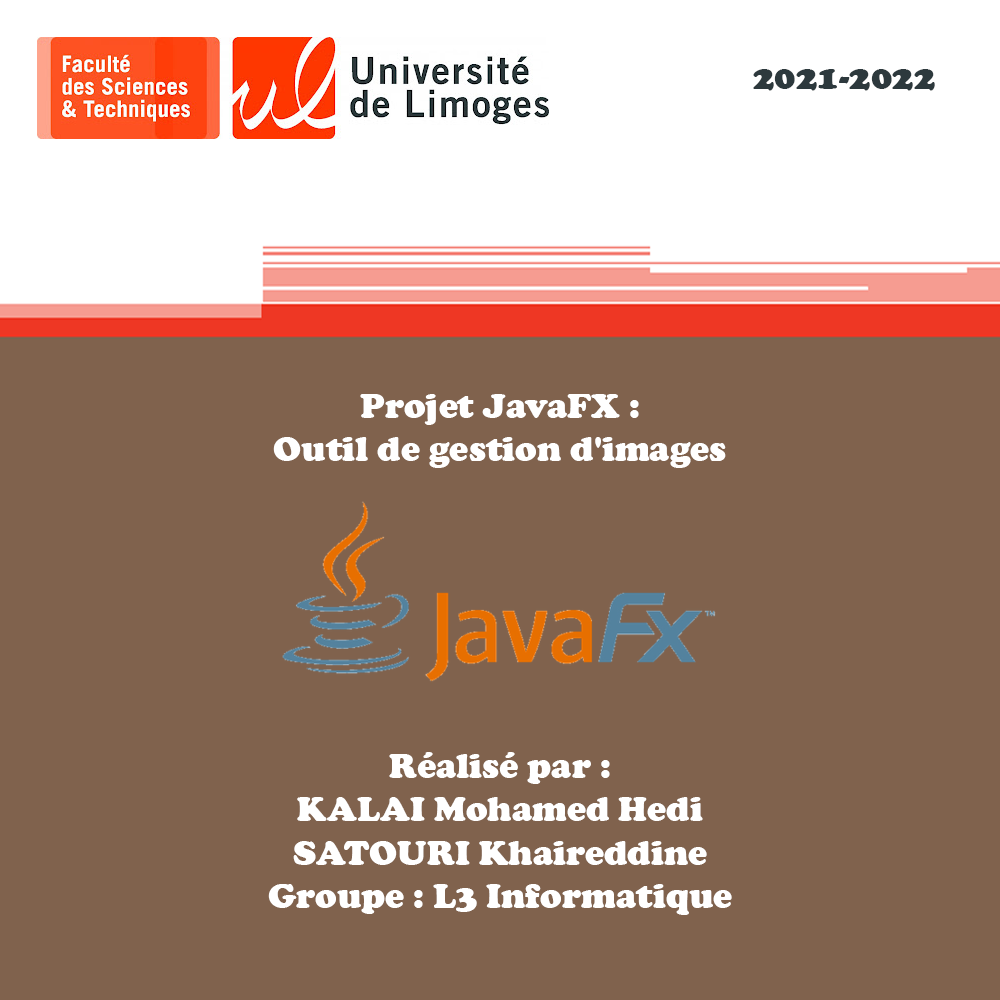 Faculté
des Sciences
& Techniques
ul
Université
de Limoges
2021-2022
Projet JavaFX :
Outil de gestion d'images
JavaFx™
Réalisé par :
KALAI Mohamed Hedi
SATOURI Khaireddine
Groupe : L3 Informatique